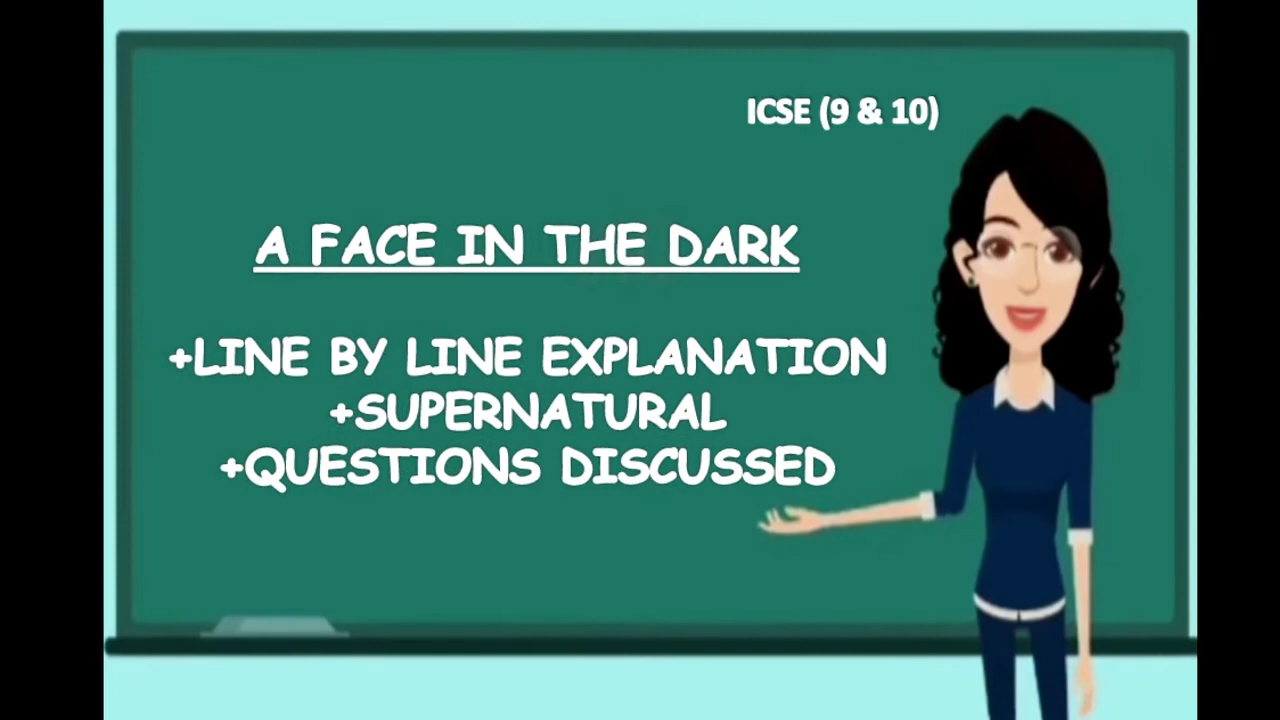 ICSE (9 & 10)
A FACE IN THE DARK
+LINE BY LINE EXPLANATION
+SUPERNATURAL
+QUESTIONS DISCUSSED